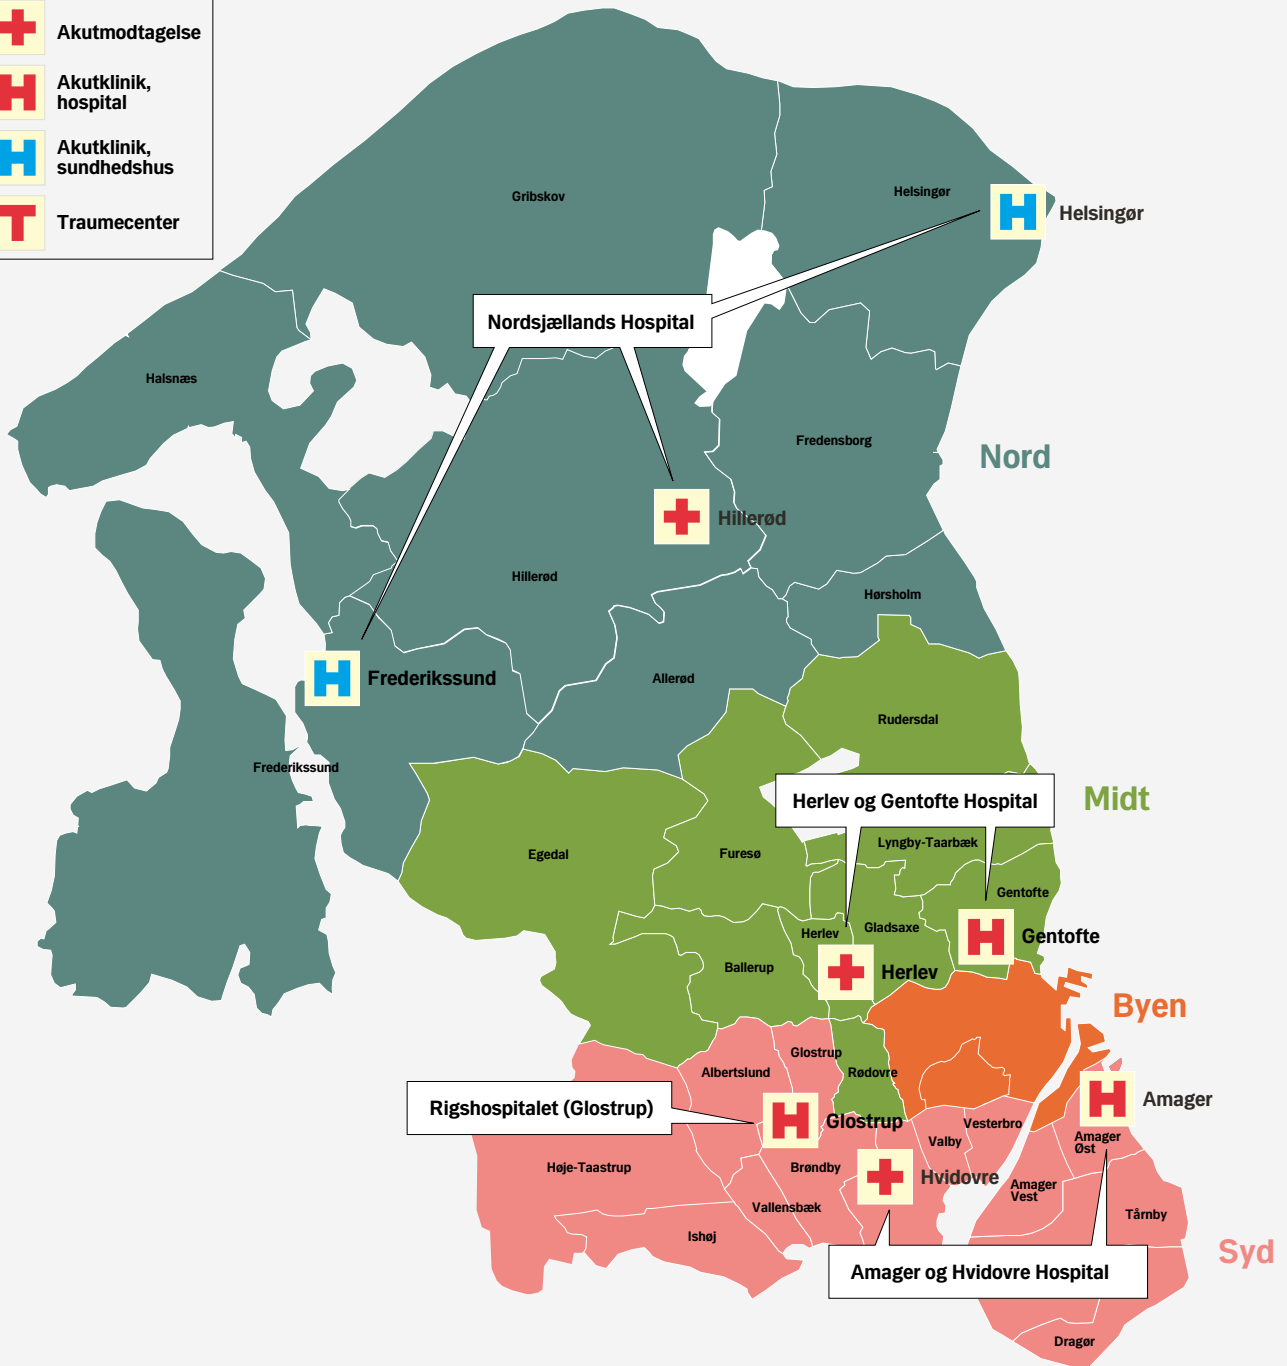 Akutmodtagelse
Akutklinik,
hospital
Akutklinik,
sundhedshus
Traumecenter
Gribskov
Helsingør
Helsingør
Nordsjællands Hospital
Halsnæs
Fredensborg
Nord
Hillerød
Hillerød
Hørsholm
Frederikssund
Allerød
Rudersdal
Frederikssund
Midt
Herlev og Gentofte Hospital
Lyngby-Taarbæk
Egedal
Furesø
Gentofte
Herlev
Gladsaxe
Gentofte
Ballerup
Herlev
Byen
Glostrup
Albertslund
Rødovre
Amager
Rigshospitalet (Glostrup)
Glostrup
Vesterbro
Valby
Amager
Øst
Høje-Taastrup
Brøndby
Hvidovre
Amager
Vest
Vallensbæk
Tårnby
Ishøj
Syd
Amager og Hvidovre Hospital
Dragør